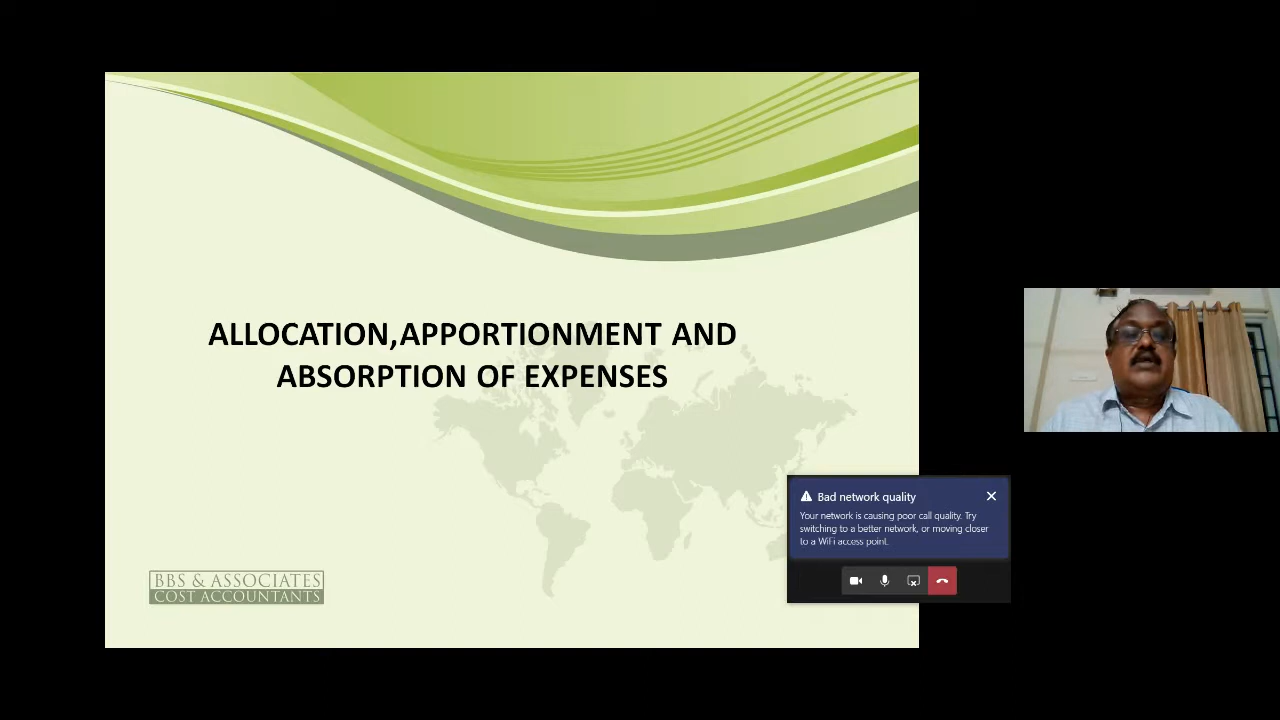 ALLOCATION,APPORTIONMENT AND
ABSORPTION OF EXPENSES
Bad network quality
Your network is causing poor call quality. Try
switching to a better network, or moving closer
to a WiFi access point.
BBS & ASSOCIATES
COST ACCOUNTANTS